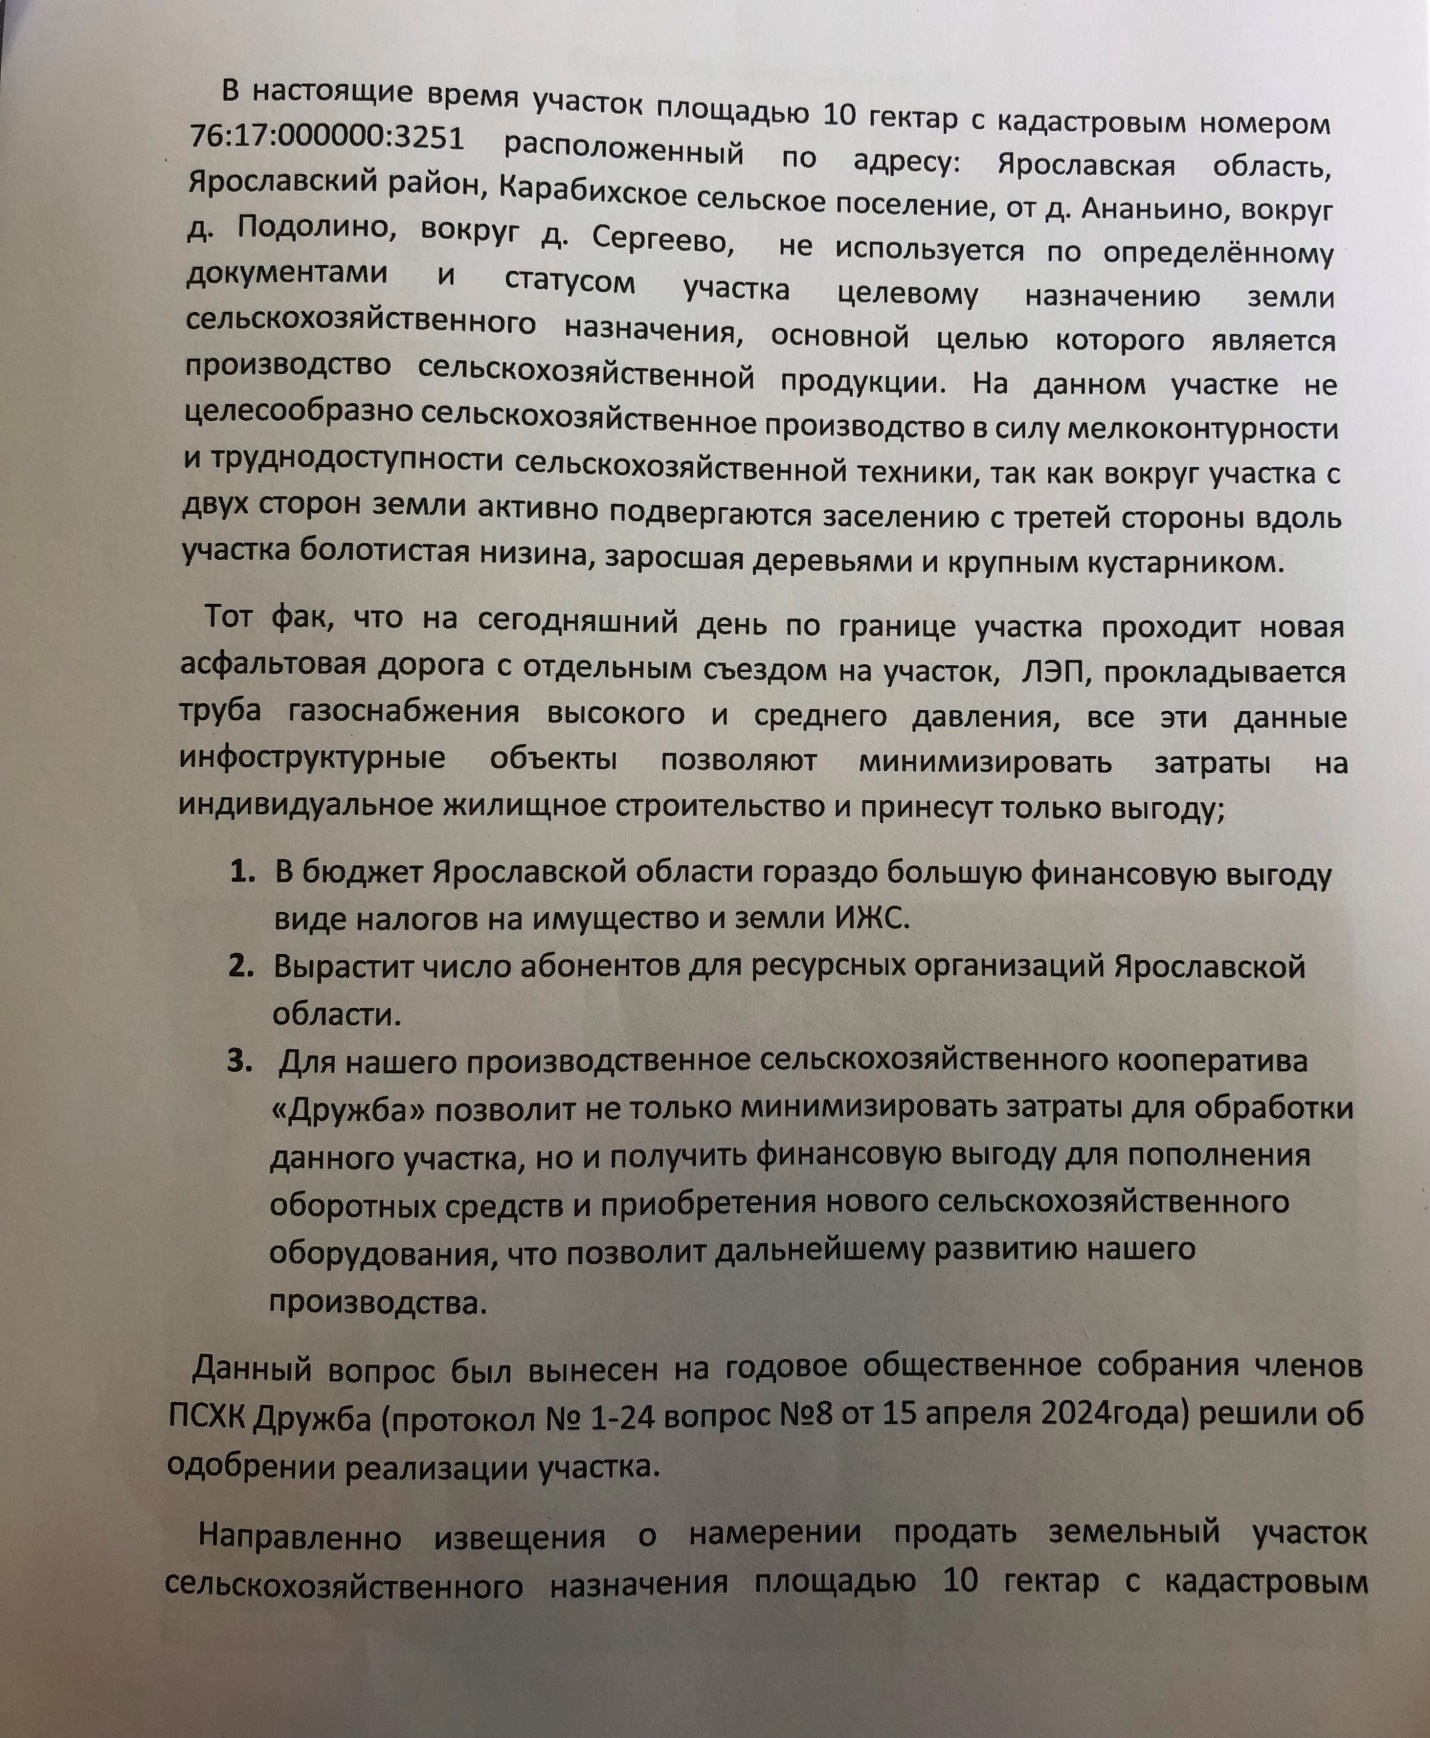 В настоящие время участок площадью 10 гектар с кадастровым номером
76:17:000000:3251 расположенный по адресу: Ярославская область,
Ярославский район, Карабихское сельское поселение, от д. Ананьино, вокруг
д. Подолино, вокруг д. Сергеево, не используется по определённому
документами и статусом участка целевому назначению земли
сельскохозяйственного назначения, основной целью которого является
производство сельскохозяйственной продукции. На данном участке не
целесообразно сельскохозяйственное производство в силу мелкоконтурности
и труднодоступности сельскохозяйственной техники, так как вокруг участка с
двух сторон земли активно подвергаются заселению с третей стороны вдоль
участка болотистая низина, заросшая деревьями и крупным кустарником.
Тот фак, что на сегодняшний день по границе участка проходит новая
асфальтовая дорога с отдельным съездом на участок, ЛЭП, прокладывается
труба газоснабжения высокого и среднего давления, все эти данные
инфоструктурные объекты позволяют минимизировать затраты на
индивидуальное жилищное строительство и принесут только выгоду;
1. В бюджет Ярославской области гораздо большую финансовую выгоду
виде налогов на имущество и земли ИЖС.
2. Вырастит число абонентов для ресурсных организаций Ярославской
области.
3. Для нашего производственное сельскохозяйственного кооператива
«Дружба» позволит не только минимизировать затраты для обработки
данного участка, но и получить финансовую выгоду для пополнения
оборотных средств и приобретения нового сельскохозяйственного
оборудования, что позволит дальнейшему развитию нашего
производства.
Данный вопрос был вынесен на годовое общественное собрания членов
ПСХК Дружба (протокол № 1-24 вопрос №8 от 15 апреля 2024года) решили об
одобрении реализации участка.
Направленно извещения о намерении продать земельный участок
сельскохозяйственного назначения площадью 10 гектар с кадастровым